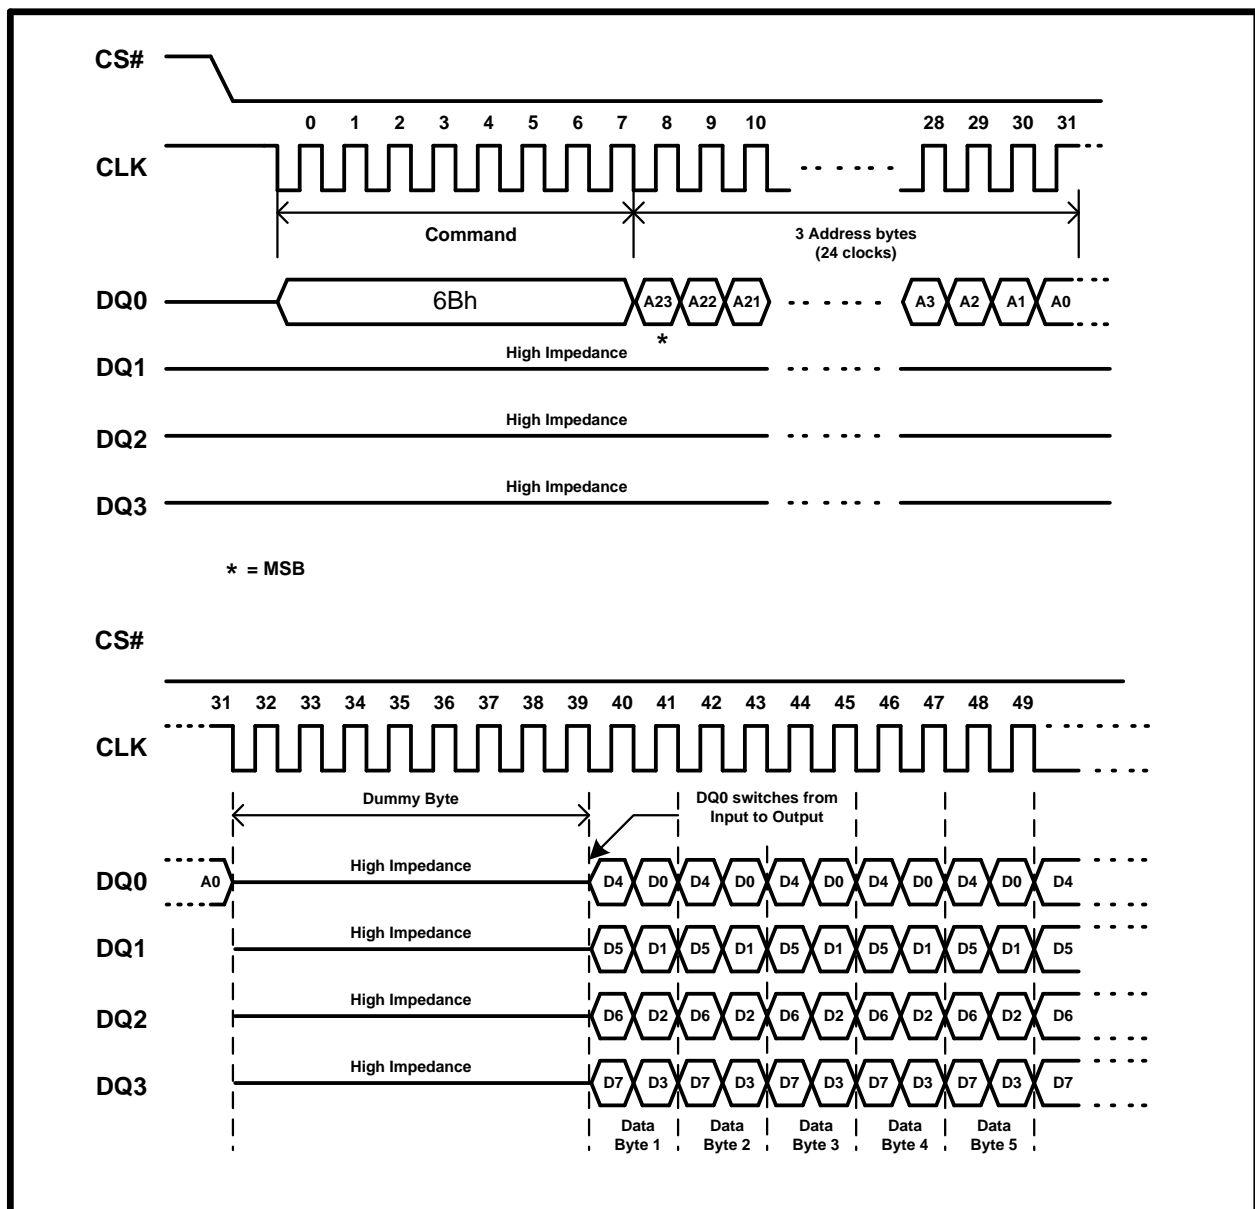 CS#
0 1 2 3 4 5 6 7 8 9 10 28 29 30 31
CLK
Command
3 Address bytes
(24 clocks)
DQ0 6Bh A23 A22 A21 A3 A2 A1 A0
*
High Impedance
DQ1
High Impedance
DQ2
High Impedance
DQ3
* = MSB
CS#
31 32 33 34 35 36 37 38 39 40 41 42 43 44 45 46 47 48 49
CLK
Dummy Byte
DQ0 switches from
Input to Output
High Impedance
DQ0 A0 D4 D0 D4 D0 D4 D0 D4 D0 D4 D0 D4
High Impedance
DQ1 D5 D1 D5 D1 D5 D1 D5 D1 D5 D1 D5
High Impedance
DQ2 D6 D2 D6 D2 D6 D2 D6 D2 D6 D2 D6
High Impedance
DQ3 D7 D3 D7 D3 D7 D3 D7 D3 D7 D3 D7
Data Data Data Data Data
Byte 1 Byte 2 Byte 3 Byte 4 Byte 5